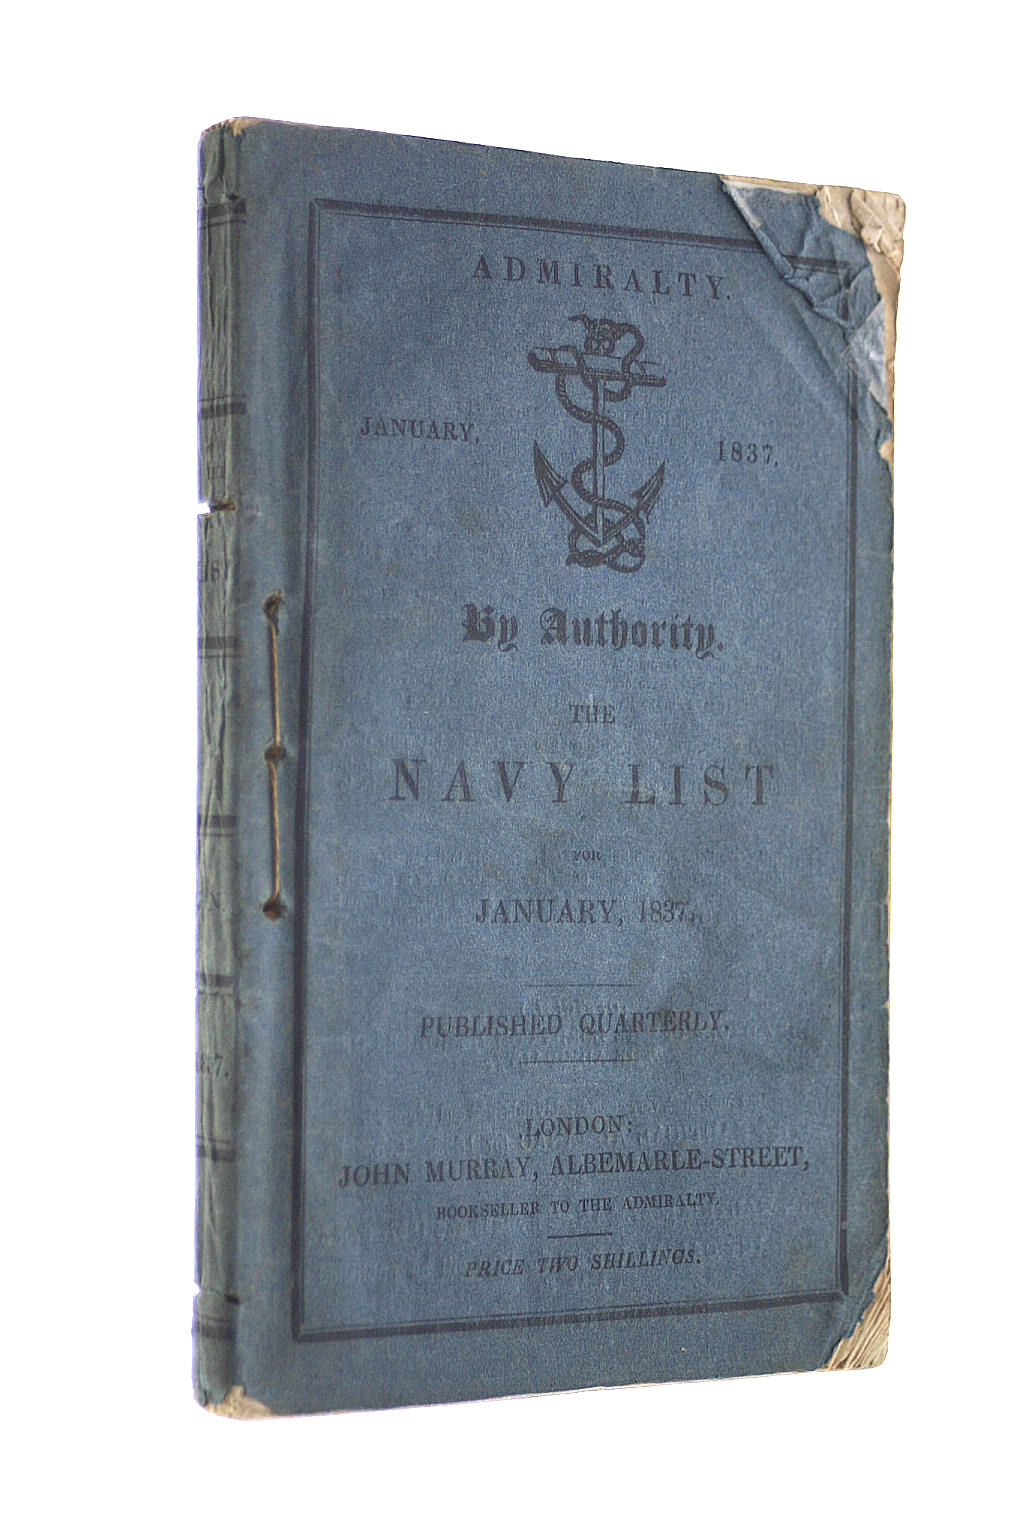 ADMIRALTY.
JANUARY, 1837.
By Authority.
THE
NAVY LIST
FOR
JANUARY, 1837.
PUBLISHED QUARTERLY.
LONDON:
JOHN MURRAY, ALBEMARLE-STREET,
BOOKSELLER TO THE ADMIRALTY.
PRICE TWO SHILLINGS.